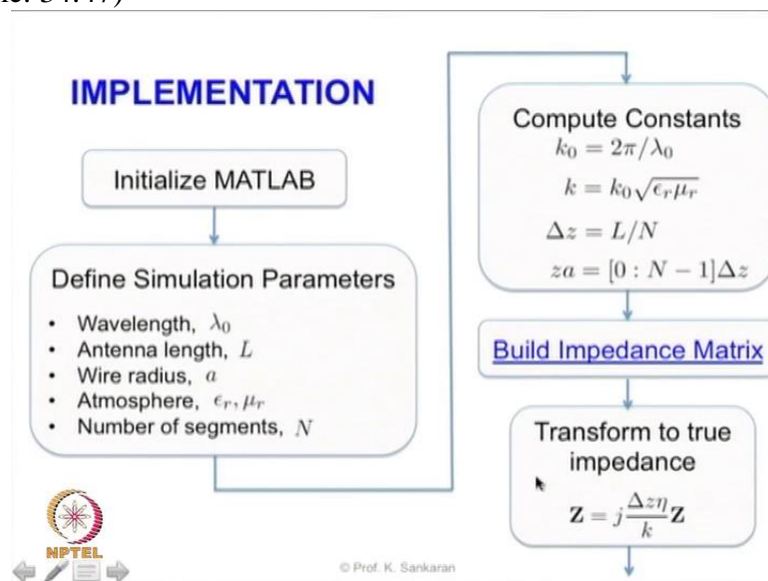 IMPLEMENTATION
Initialize MATLAB
Define Simulation Parameters
• Wavelength, λ₀
• Antenna length, L
• Wire radius, a
• Atmosphere, ϵᵣ, μᵣ
• Number of segments, N
Compute Constants
k₀ = 2π/λ₀
k = k₀√ϵᵣμᵣ
Δz = L/N
za = [0 : N − 1]Δz
Build Impedance Matrix
Transform to true
impedance
Z = j Δzη/k Z
NPTEL
© Prof. K. Sankaran